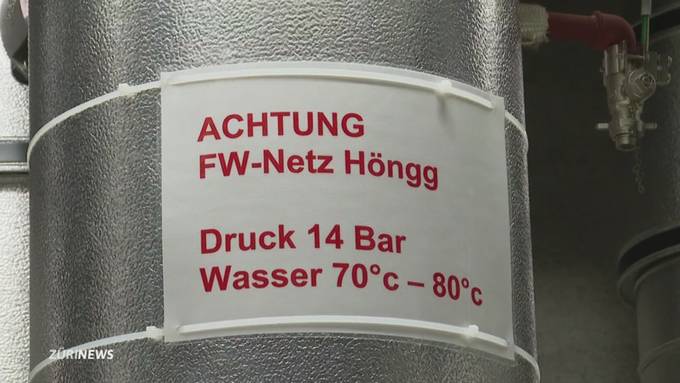 ACHTUNG
FW-Netz Höngg
Druck 14 Bar
Wasser 70°c – 80°c
ZÜRINEWS